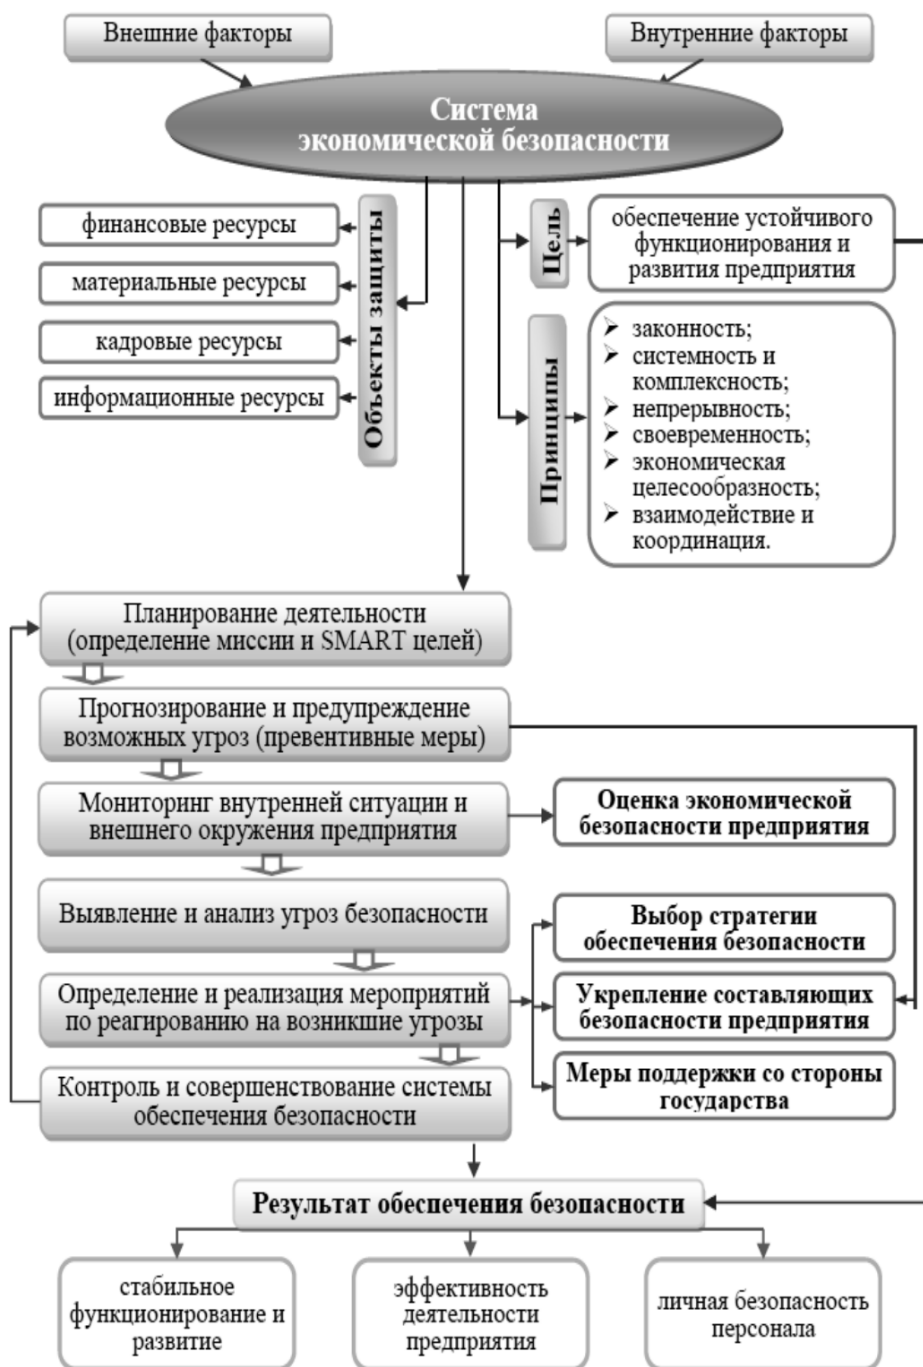 Внешние факторы
Внутренние факторы
Система
экономической безопасности
финансовые ресурсы
материальные ресурсы
кадровые ресурсы
информационные ресурсы
Объекты защиты
Цель
обеспечение устойчивого
функционирования и
развития предприятия
Принципы
законность;
системность и
комплексность;
непрерывность;
своевременность;
экономическая
целесообразность;
взаимодействие и
координация.
Планирование деятельности
(определение миссии и SMART целей)
Прогнозирование и предупреждение
возможных угроз (превентивные меры)
Мониторинг внутренней ситуации и
внешнего окружения предприятия
Оценка экономической
безопасности предприятия
Выявление и анализ угроз безопасности
Выбор стратегии
обеспечения безопасности
Определение и реализация мероприятий
по реагированию на возникшие угрозы
Укрепление составляющих
безопасности предприятия
Меры поддержки со стороны
государства
Контроль и совершенствование системы
обеспечения безопасности
Результат обеспечения безопасности
стабильное
функционирование и
развитие
эффективность
деятельности
предприятия
личная безопасность
персонала